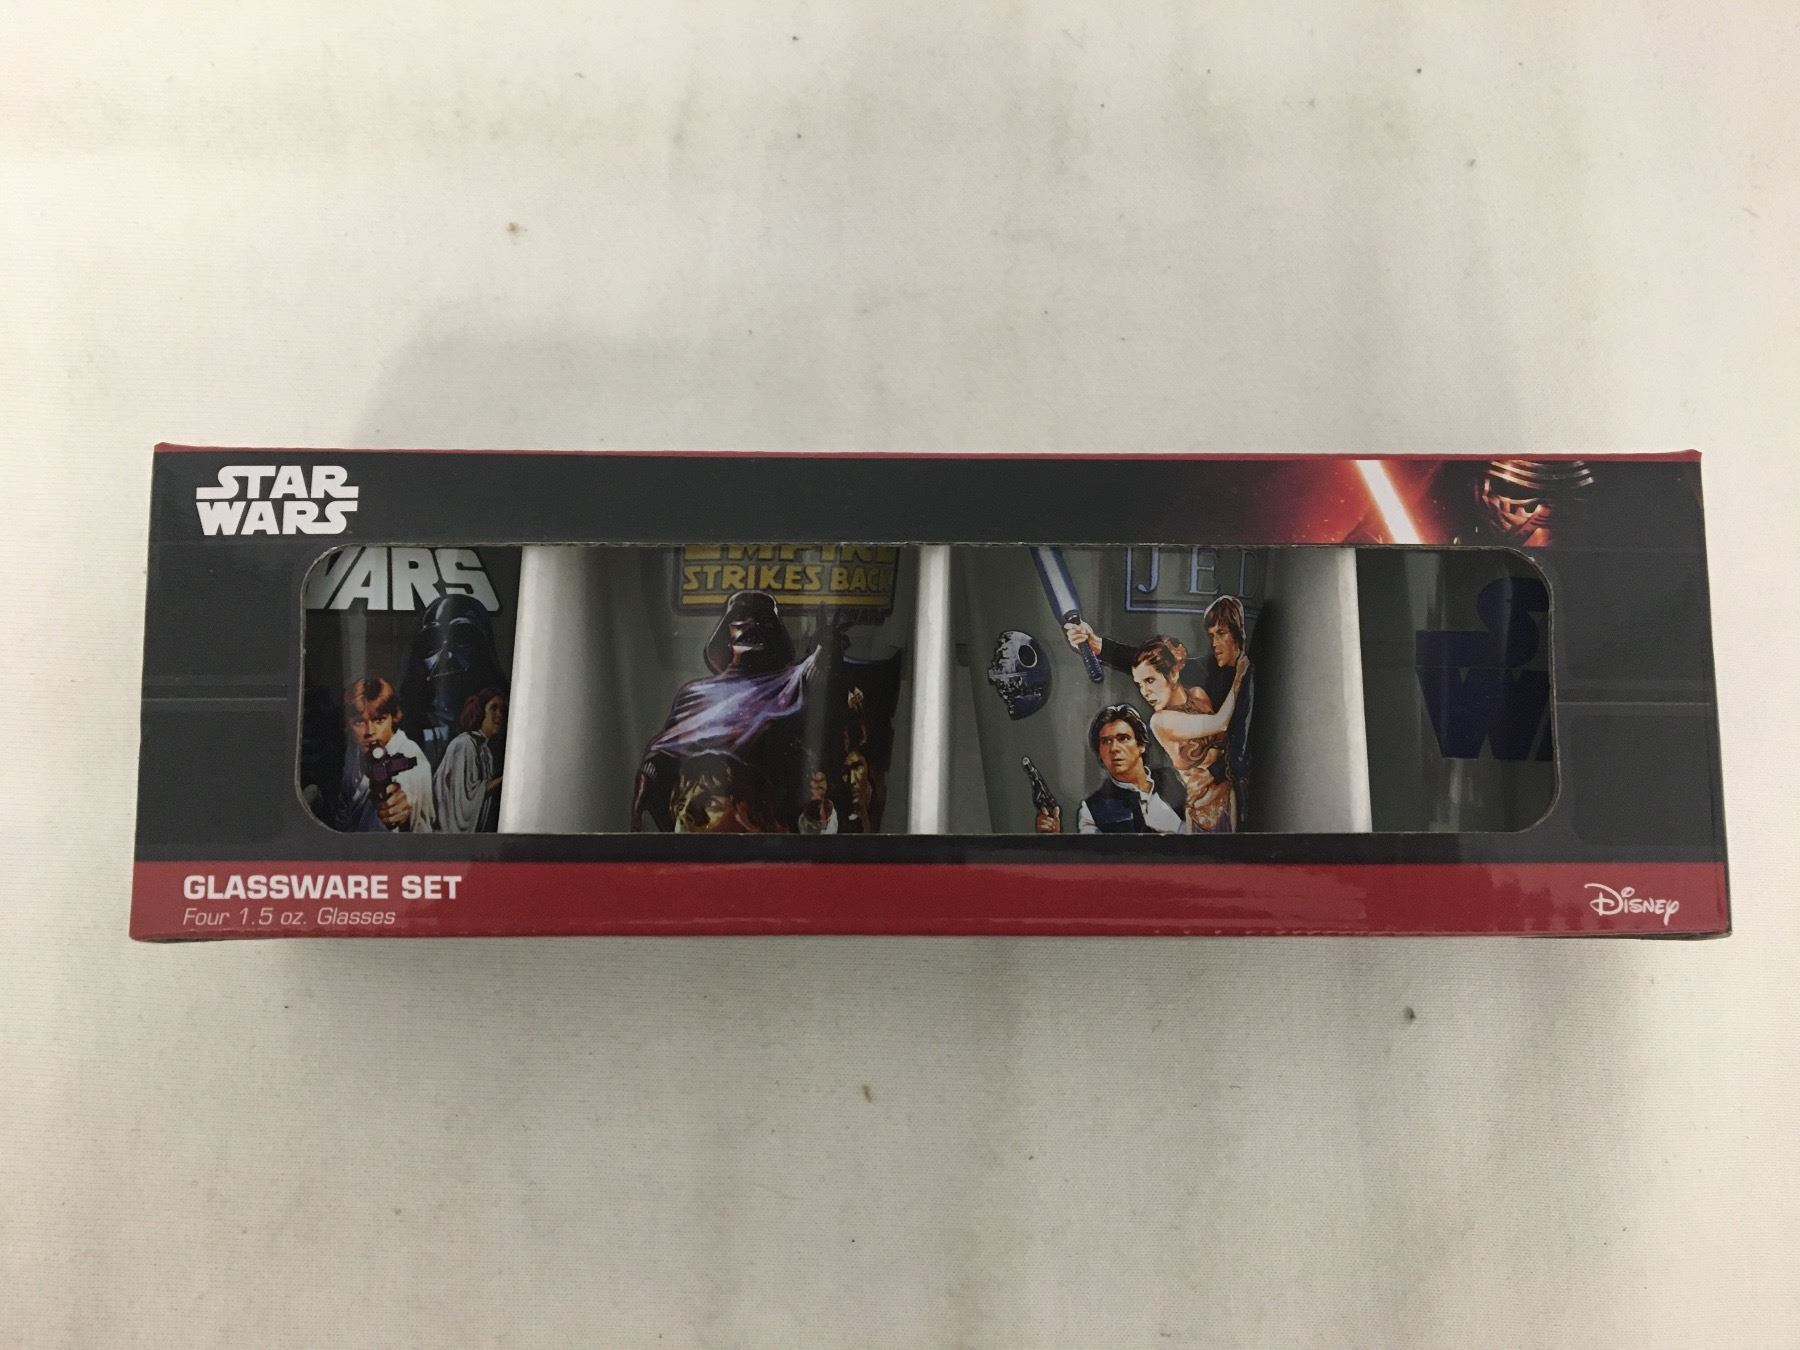 STAR
WARS
WARS
EMPIRE
STRIKES BACK
JEDI
GLASSWARE SET
Four 1.5 oz. Glasses
Disney